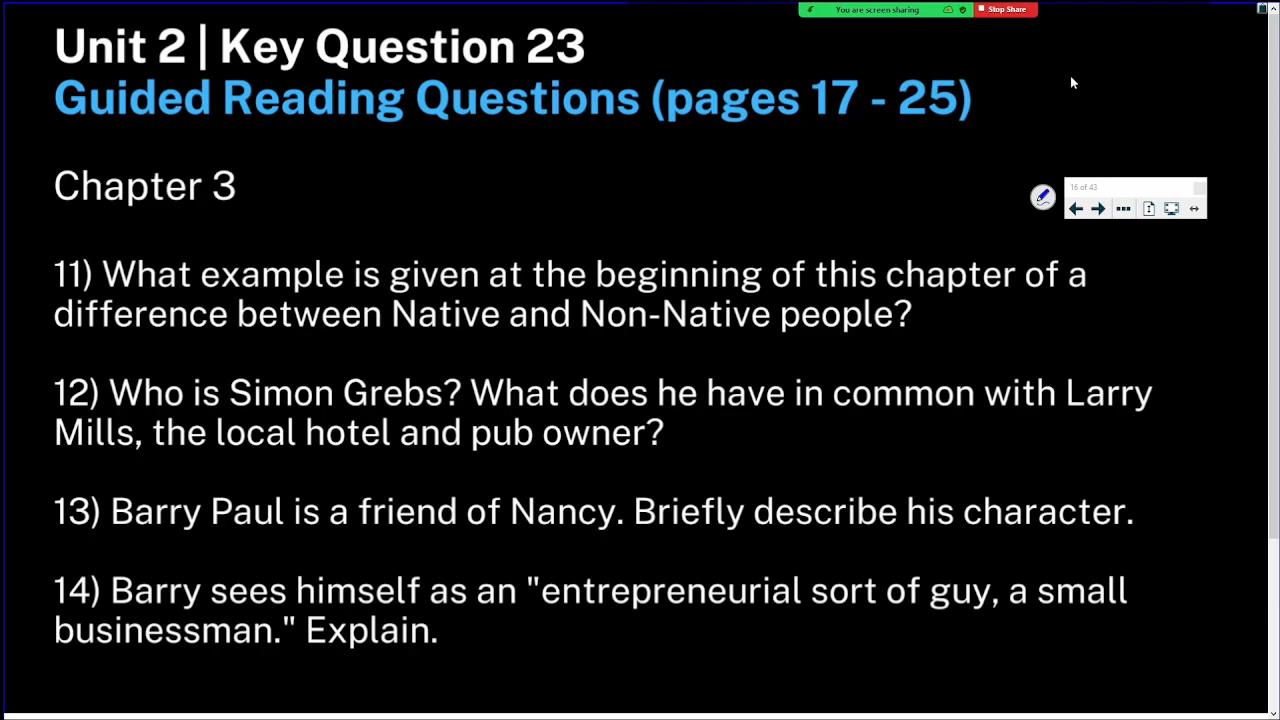 You are screen sharing
Stop Share
Unit 2 | Key Question 23
Guided Reading Questions (pages 17 - 25)
Chapter 3
16 of 43
11) What example is given at the beginning of this chapter of a
difference between Native and Non-Native people?
12) Who is Simon Grebs? What does he have in common with Larry
Mills, the local hotel and pub owner?
13) Barry Paul is a friend of Nancy. Briefly describe his character.
14) Barry sees himself as an "entrepreneurial sort of guy, a small
businessman." Explain.